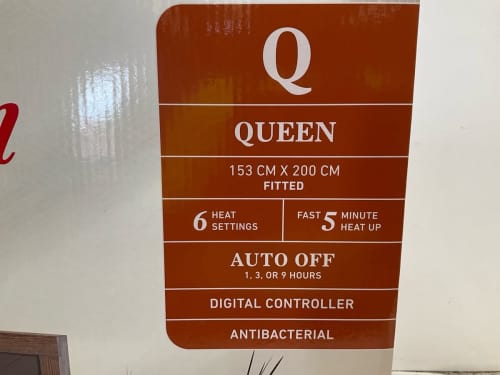 Q
QUEEN
153 CM X 200 CM
FITTED
6 HEAT SETTINGS
FAST 5 MINUTE HEAT UP
AUTO OFF
1, 3, OR 9 HOURS
DIGITAL CONTROLLER
ANTIBACTERIAL